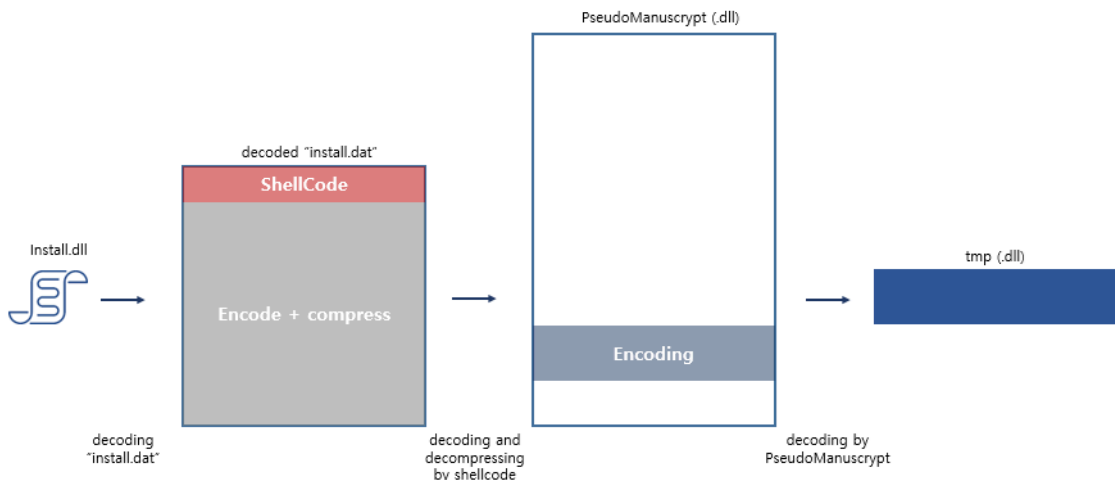 PseudoManuscrypt (.dll)
decoded “install.dat”
ShellCode
Install.dll
tmp (.dll)
Encode + compress
Encoding
decoding
“install.dat”
decoding and
decompressing
by shellcode
decoding by
PseudoManuscrypt